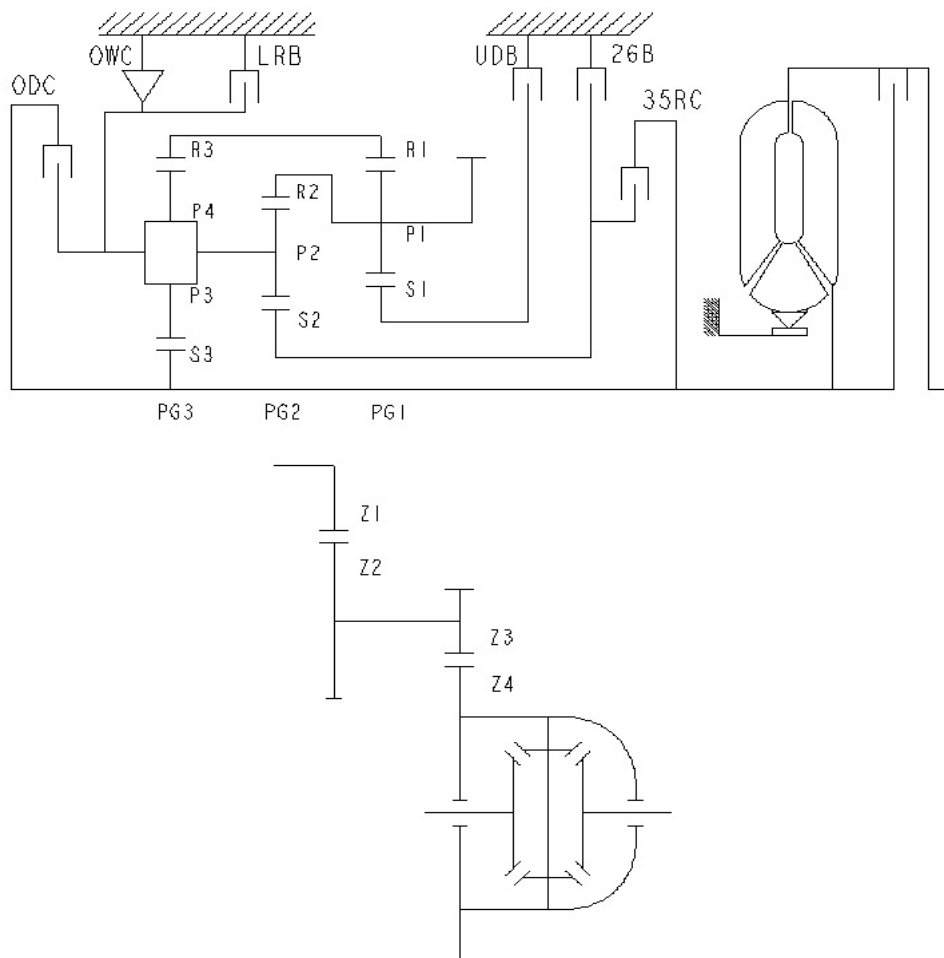 OWC LRB UDB 26B
ODC 35RC
R3 R1
R2
P4 P1
P2
P3 S1
S2
S3
PG3 PG2 PG1
Z1
Z2
Z3
Z4